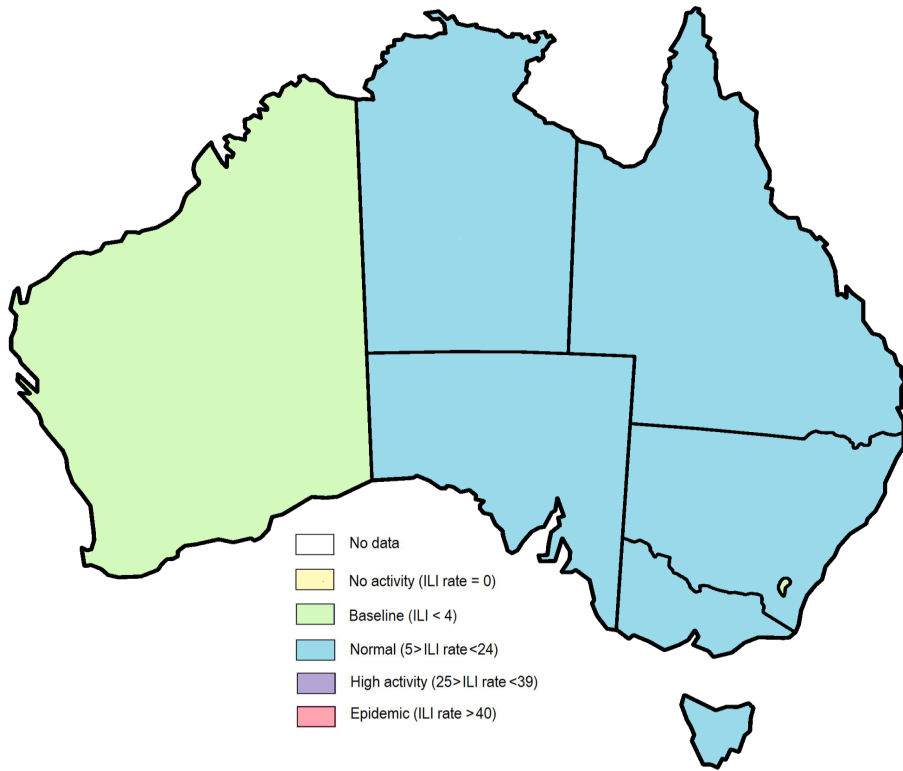 No data
No activity (ILI rate = 0)
Baseline (ILI < 4)
Normal (5> ILI rate <24)
High activity (25> ILI rate <39)
Epidemic (ILI rate >40)